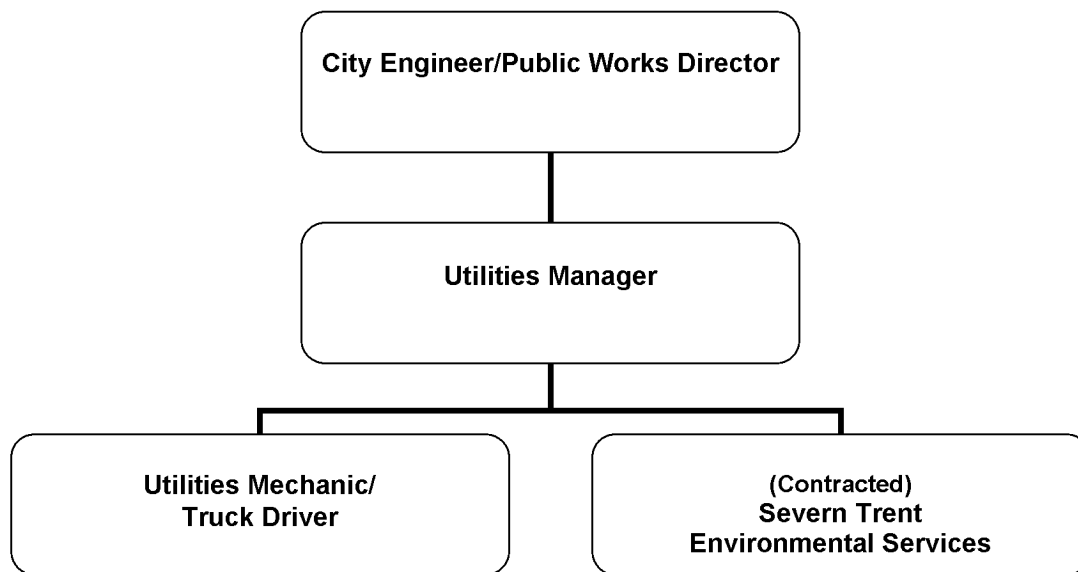 City Engineer/Public Works Director
Utilities Manager
Utilities Mechanic/
Truck Driver
(Contracted)
Severn Trent
Environmental Services